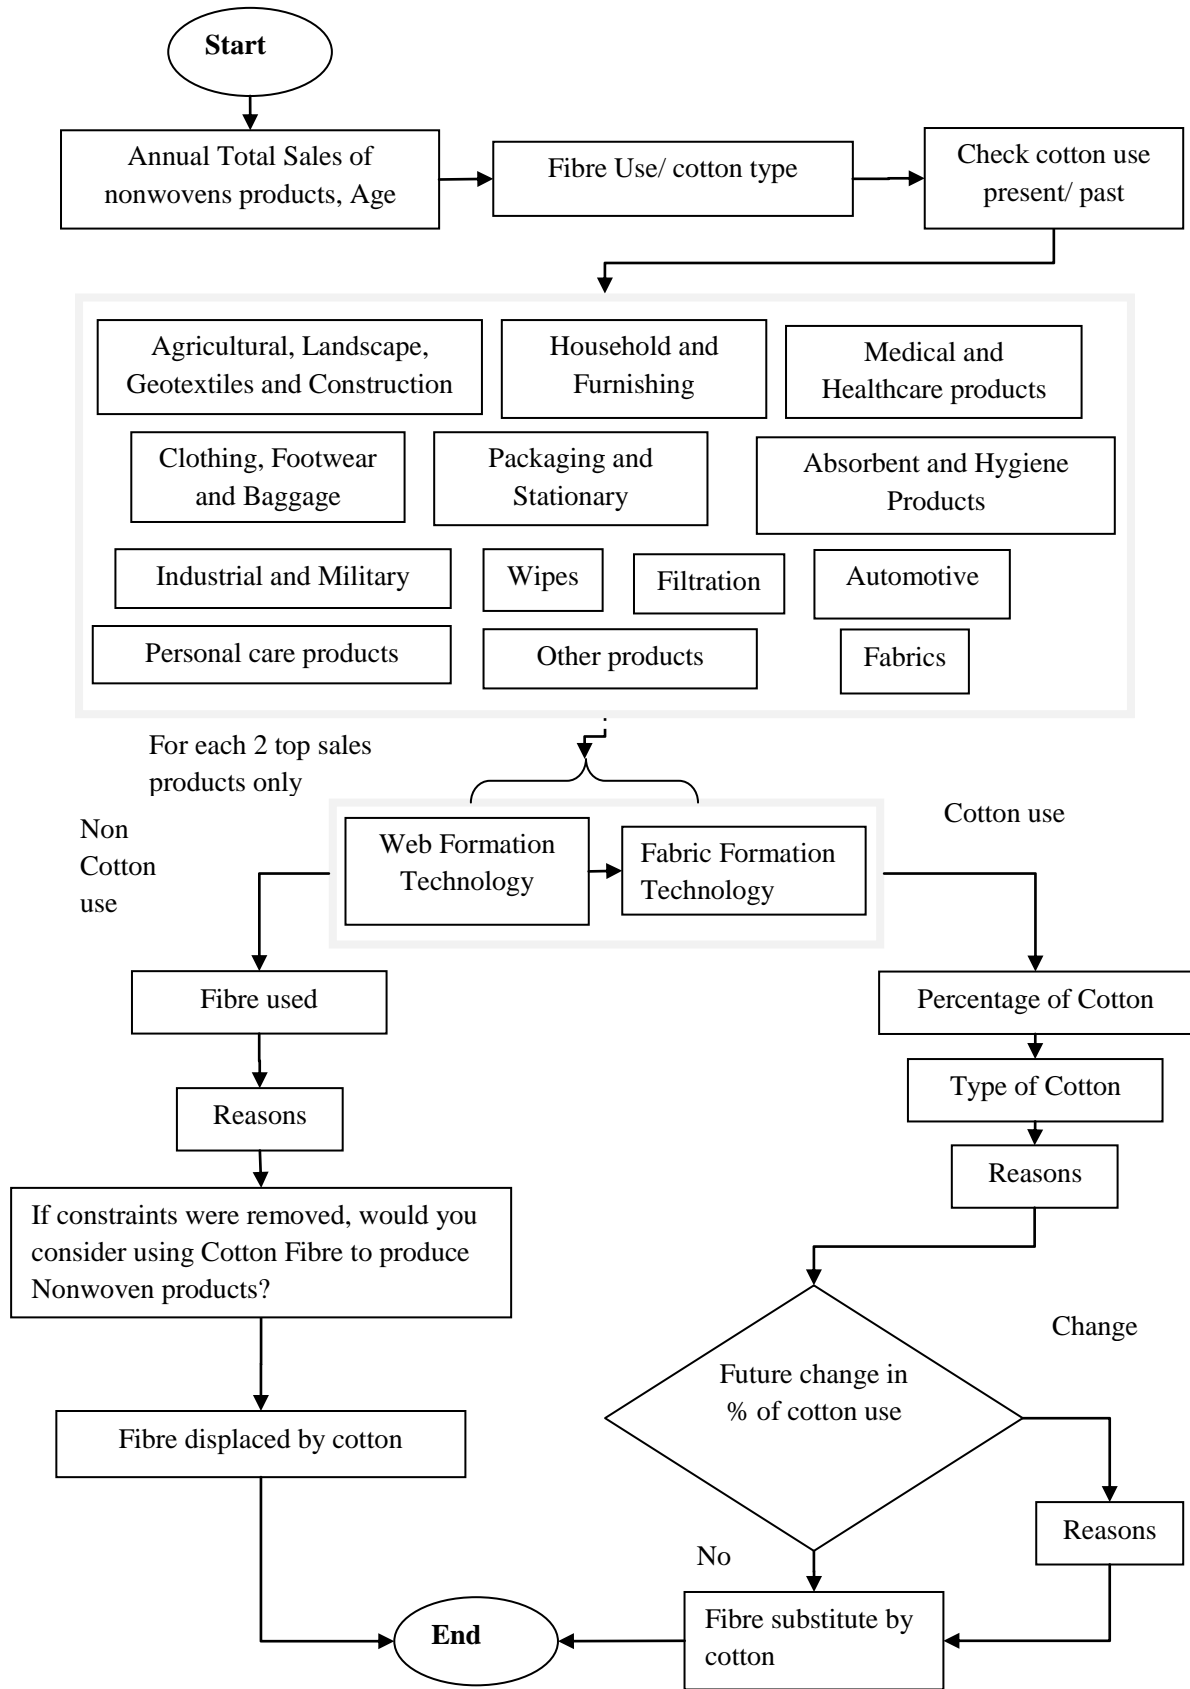 Start
Annual Total Sales of
nonwovens products, Age
Fibre Use/ cotton type
Check cotton use
present/ past
Agricultural, Landscape,
Geotextiles and Construction
Household and
Furnishing
Medical and
Healthcare products
Clothing, Footwear
and Baggage
Packaging and
Stationary
Absorbent and Hygiene
Products
Industrial and Military
Wipes
Filtration
Automotive
Personal care products
Other products
Fabrics
For each 2 top sales
products only
Non
Cotton
use
Web Formation
Technology
Fabric Formation
Technology
Cotton use
Fibre used
Reasons
If constraints were removed, would you
consider using Cotton Fibre to produce
Nonwoven products?
Fibre displaced by cotton
Percentage of Cotton
Type of Cotton
Reasons
Future change in
% of cotton use
Change
Reasons
No
Fibre substitute by
cotton
End